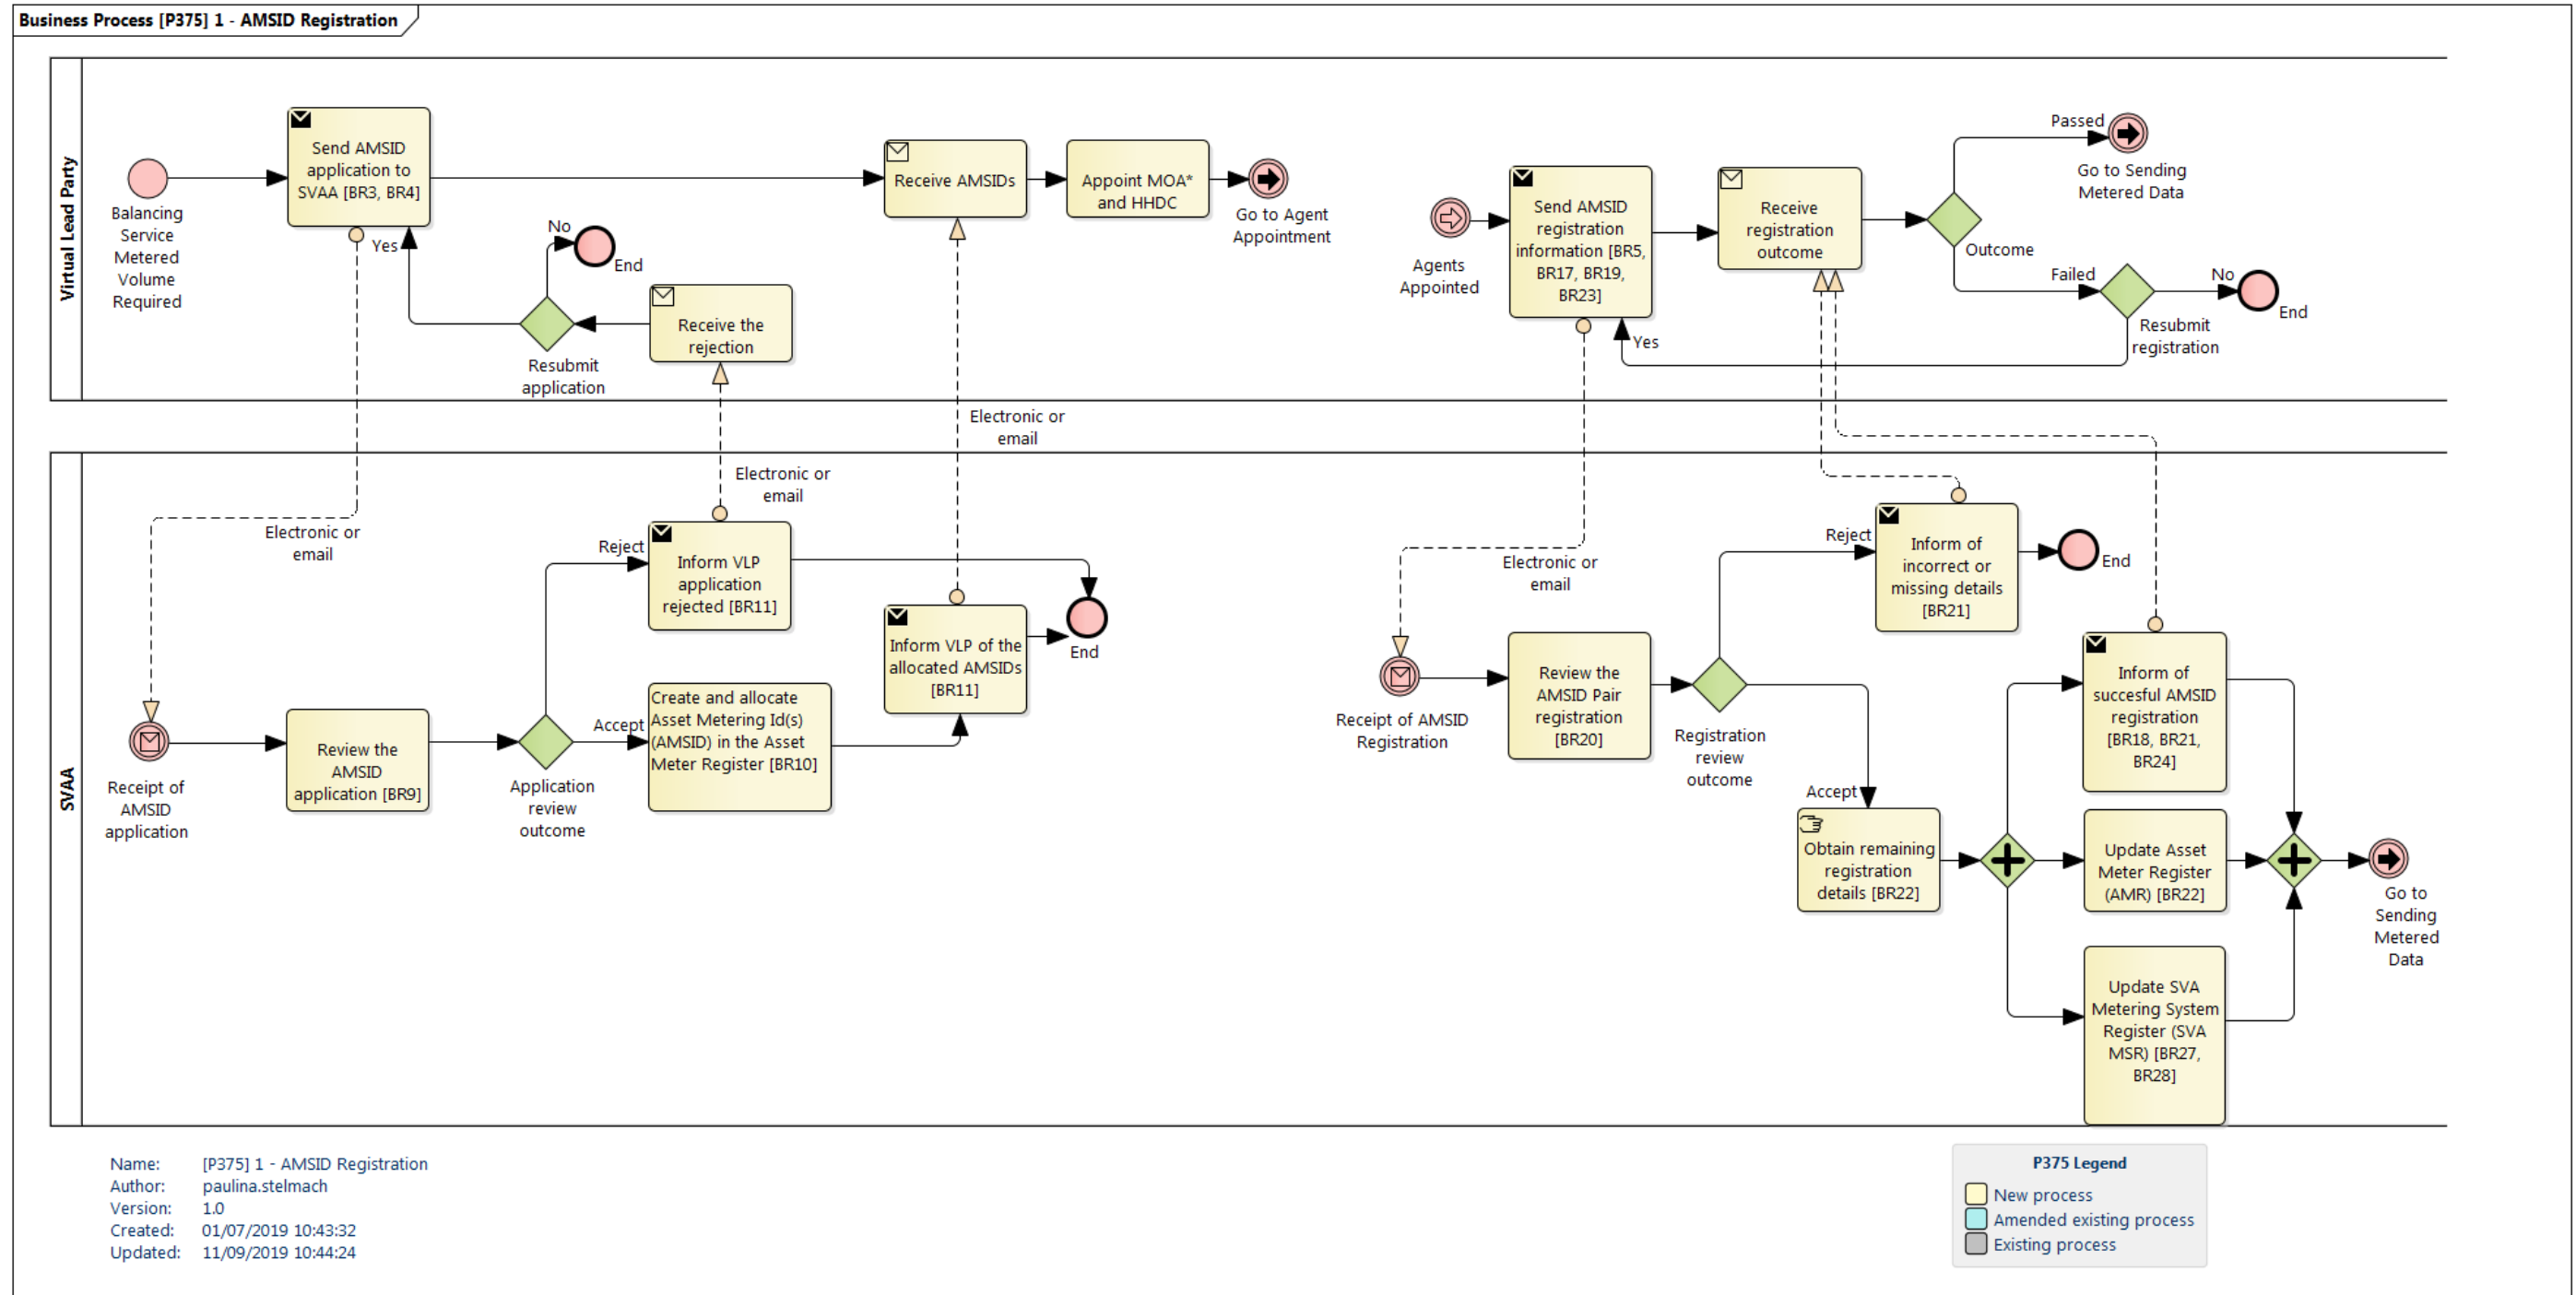 Business Process [P375] 1 - AMSID Registration
Virtual Lead Party
Balancing
Service
Metered
Volume
Required
Send AMSID
application to
SVAA [BR3, BR4]
Yes
No
End
Resubmit
application
Receive the
rejection
Receive AMSIDs
Appoint MOA*
and HHDC
Go to Agent
Appointment
Agents
Appointed
Send AMSID
registration
information [BR5,
BR17, BR19,
BR23]
Receive
registration
outcome
Outcome
Passed
Go to Sending
Metered Data
Failed
No
End
Resubmit
registration
Yes
Electronic or
email
Electronic or
email
Electronic or
email
Electronic or
email
SVAA
Receipt of
AMSID
application
Review the
AMSID
application [BR9]
Application
review
outcome
Reject
Inform VLP
application
rejected [BR11]
Accept
Create and allocate
Asset Metering Id(s)
(AMSID) in the Asset
Meter Register [BR10]
Inform VLP of the
allocated AMSIDs
[BR11]
End
Receipt of AMSID
Registration
Review the
AMSID Pair
registration
[BR20]
Registration
review
outcome
Reject
Inform of
incorrect or
missing details
[BR21]
End
Accept
Obtain remaining
registration
details [BR22]
Inform of
succesful AMSID
registration
[BR18, BR21,
BR24]
Update Asset
Meter Register
(AMR) [BR22]
Update SVA
Metering System
Register (SVA
MSR) [BR27,
BR28]
Go to
Sending
Metered
Data
Name: [P375] 1 - AMSID Registration
Author: paulina.stelmach
Version: 1.0
Created: 01/07/2019 10:43:32
Updated: 11/09/2019 10:44:24
P375 Legend
New process
Amended existing process
Existing process